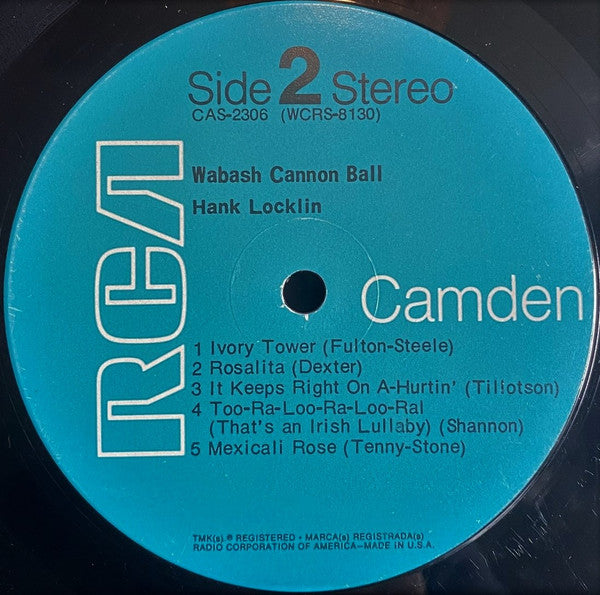 Side 2 Stereo
CAS-2306 (WCRS-8130)
Wabash Cannon Ball
Hank Locklin
RCA
Camden
1 Ivory Tower (Fulton-Steele)
2 Rosalita (Dexter)
3 It Keeps Right On A-Hurtin' (Tillotson)
4 Too-Ra-Loo-Ra-Loo-Ral
(That's an Irish Lullaby) (Shannon)
5 Mexicali Rose (Tenny-Stone)
TMK(s) ® REGISTERED • MARCA(s) REGISTRADA(s)
RADIO CORPORATION OF AMERICA—MADE IN U.S.A.